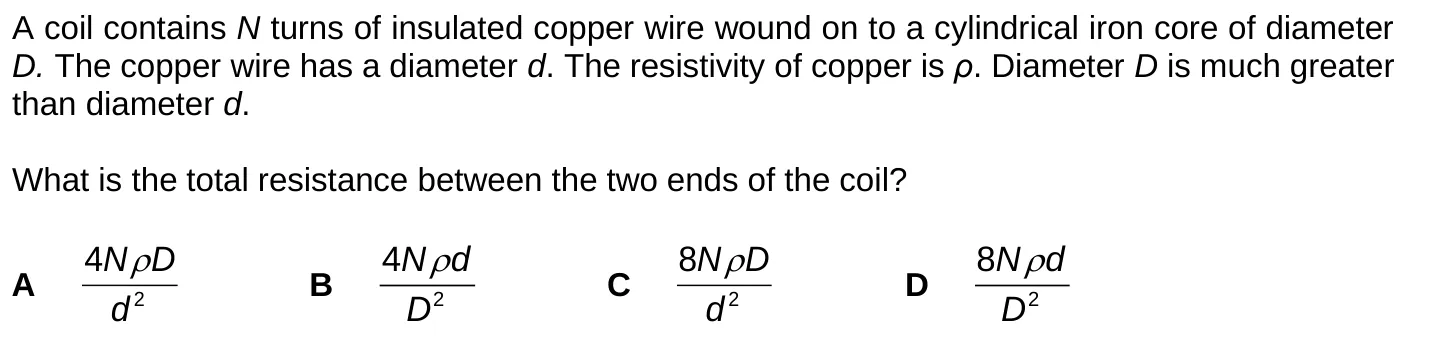 A coil contains N turns of insulated copper wire wound on to a cylindrical iron core of diameter
D. The copper wire has a diameter d. The resistivity of copper is ρ. Diameter D is much greater
than diameter d.
What is the total resistance between the two ends of the coil?
A 4NρD/d² B 4Nρd/D² C 8NρD/d² D 8Nρd/D²